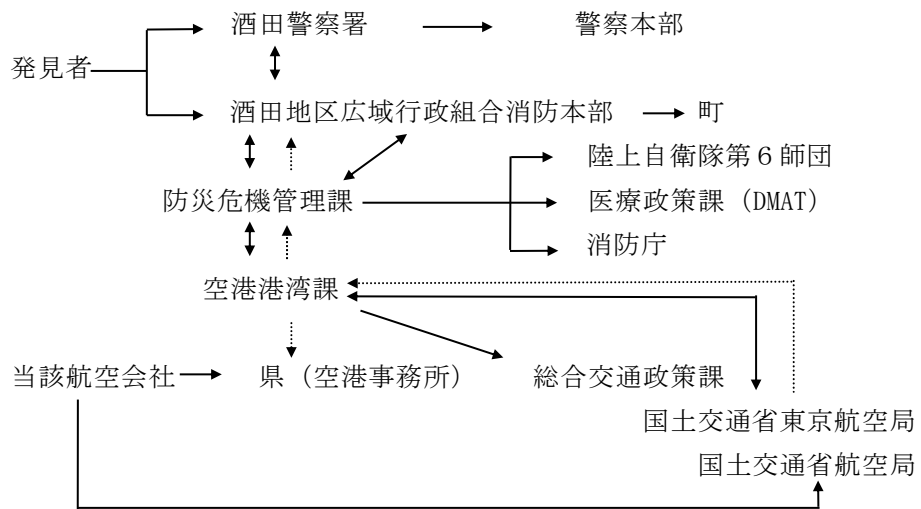 酒田警察署 警察本部
発見者
酒田地区広域行政組合消防本部 町
陸上自衛隊第６師団
防災危機管理課 医療政策課（DMAT）
消防庁
空港港湾課
当該航空会社 県（空港事務所） 総合交通政策課
国土交通省東京航空局
国土交通省航空局